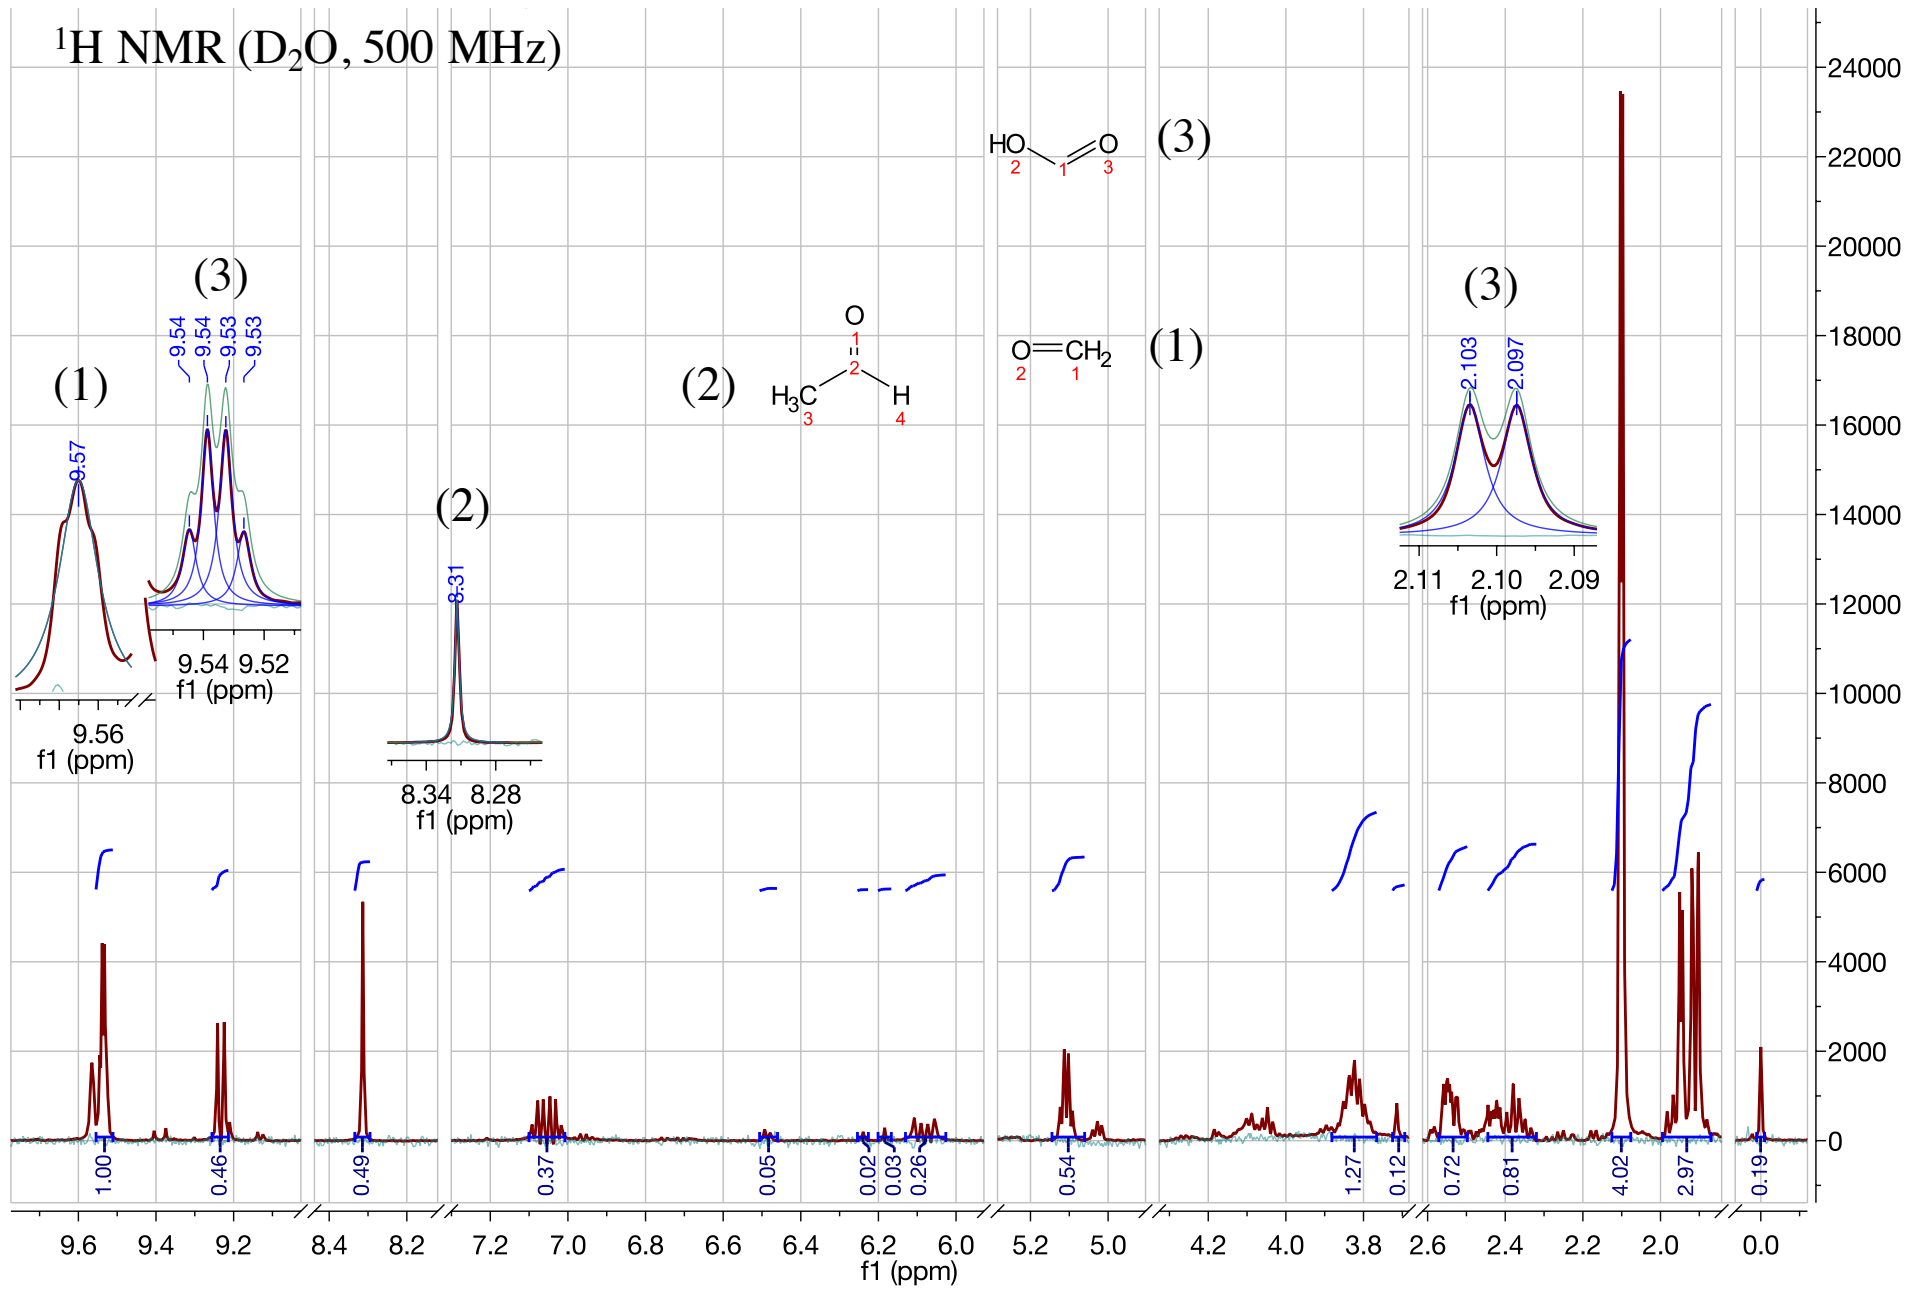 ¹H NMR (D₂O, 500 MHz)
24000
HO O (3)
2 1 3
22000
20000
(3)
(3)
9.54 9.54 9.53 9.53
O
1
18000
O CH₂ (1)
2 1
2.103 2.097
(1)
(2)
2
H₃C H
3 4
16000
9.57
(2)
14000
8.31
2.11 2.10 2.09
f1 (ppm)
12000
9.54 9.52
f1 (ppm)
10000
9.56
f1 (ppm)
8.34 8.28
f1 (ppm)
8000
6000
4000
2000
0
1.00 0.46 0.49 0.37 0.05 0.02 0.03 0.26 0.54 1.27 0.12 0.72 0.81 4.02 2.97 0.19
9.6 9.4 9.2 8.4 8.2 7.2 7.0 6.8 6.6 6.4 6.2 6.0 5.2 5.0 4.2 4.0 3.8 2.6 2.4 2.2 2.0 0.0
f1 (ppm)